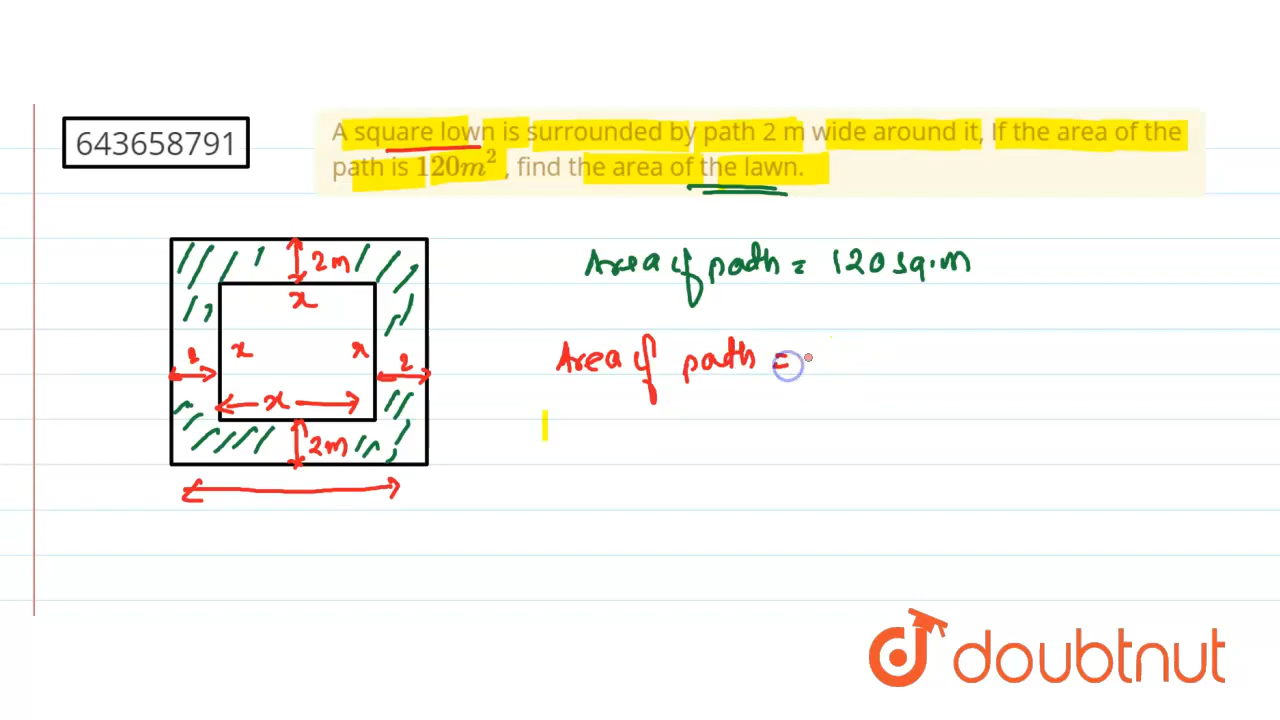 643658791
A square lown is surrounded by path 2 m wide around it, If the area of the
path is 120m², find the area of the lawn.
2m
x
x
x
2
2
x
2m
Area of path = 120 sq.m
Area of path =
doubtnut